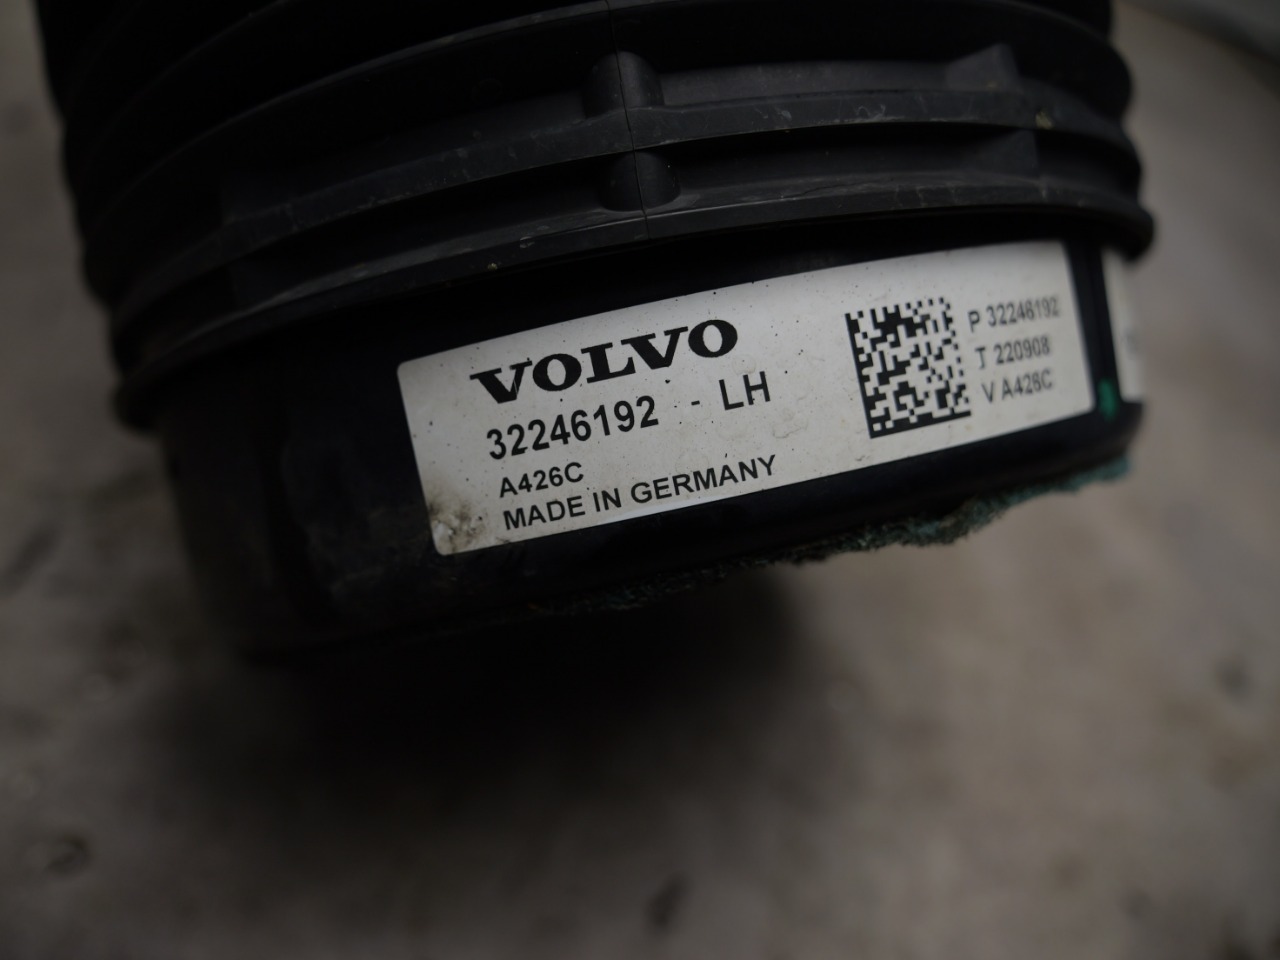 VOLVO
32246192 - LH
A426C
MADE IN GERMANY
P 32246192
T 220908
V A426C